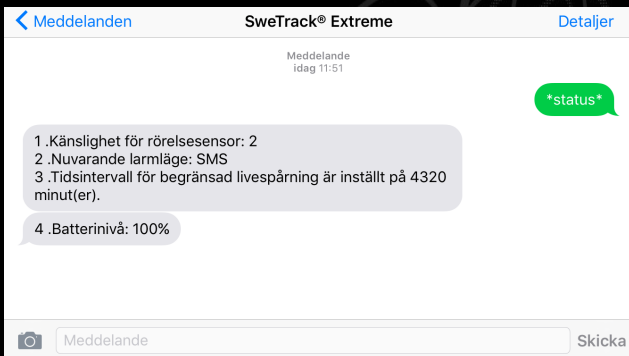 Meddelanden SweTrack® Extreme Detaljer
Meddelande
idag 11:51
*status*
1 .Känslighet för rörelsesensor: 2
2 .Nuvarande larmläge: SMS
3 .Tidsintervall för begränsad livespårning är inställt på 4320
minut(er).
4 .Batterinivå: 100%
Meddelande Skicka